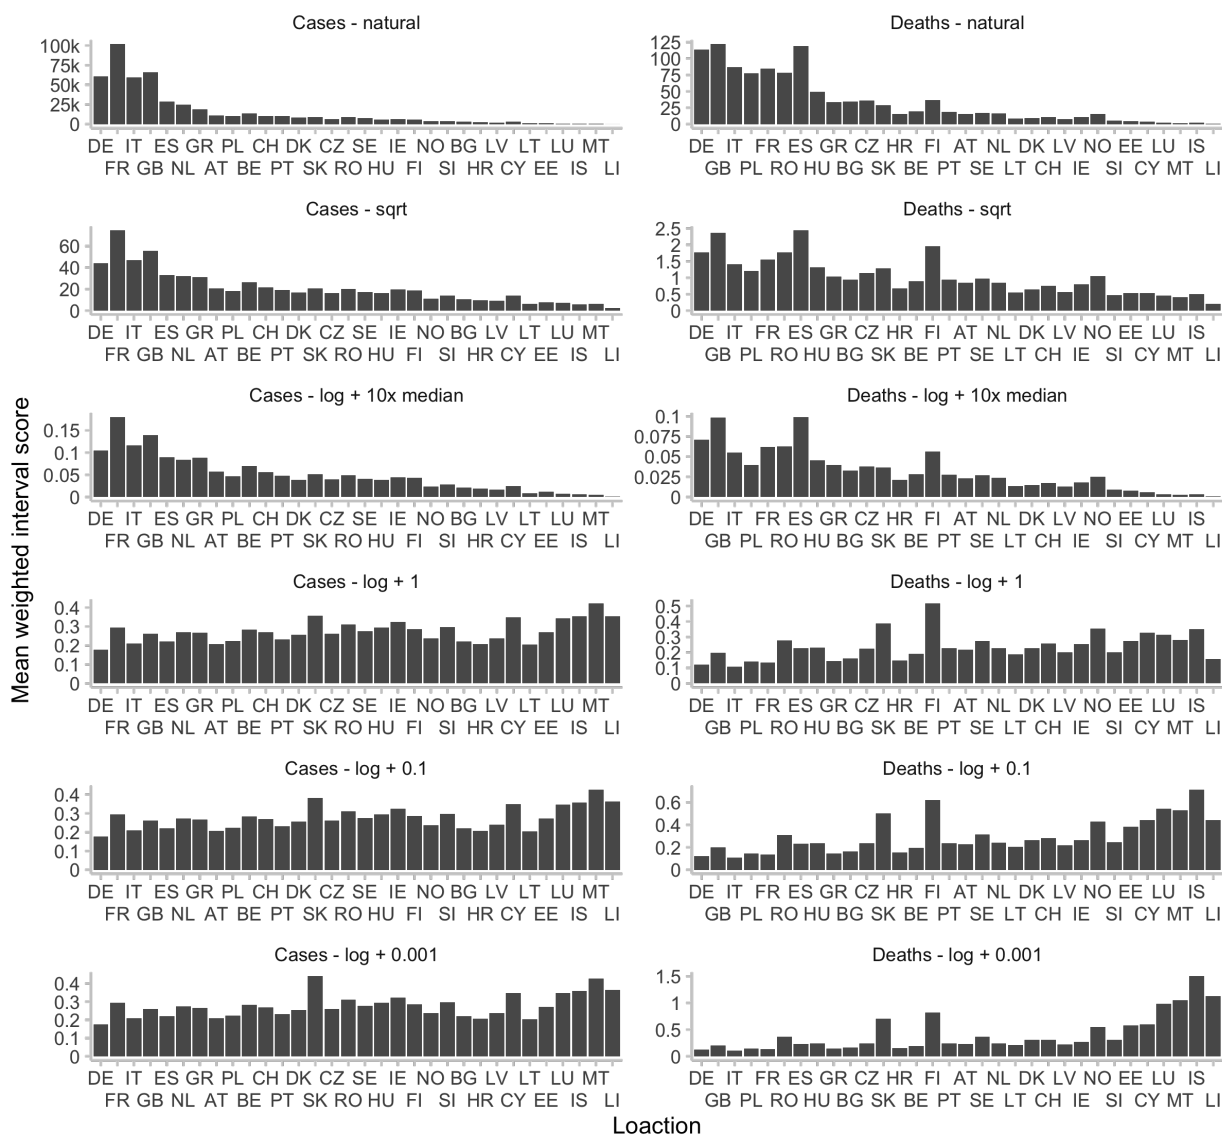 Cases - natural
100k
75k
50k
25k
0
DE IT ES GR PL CH DK CZ SE IE NO BG LV LT LU MT
FR GB NL AT BE PT SK RO HU FI SI HR CY EE IS LI
Deaths - natural
125
100
75
50
25
0
DE IT FR ES GR CZ HR FI AT NL DK LV NO EE LU IS
GB PL RO HU BG SK BE PT SE LT CH IE SI CY MT LI
Cases - sqrt
60
40
20
0
DE IT ES GR PL CH DK CZ SE IE NO BG LV LT LU MT
FR GB NL AT BE PT SK RO HU FI SI HR CY EE IS LI
Deaths - sqrt
2.5
2
1.5
1
0.5
0
DE IT FR ES GR CZ HR FI AT NL DK LV NO EE LU IS
GB PL RO HU BG SK BE PT SE LT CH IE SI CY MT LI
Cases - log + 10x median
0.15
0.1
0.05
0
DE IT ES GR PL CH DK CZ SE IE NO BG LV LT LU MT
FR GB NL AT BE PT SK RO HU FI SI HR CY EE IS LI
Deaths - log + 10x median
0.1
0.075
0.05
0.025
0
DE IT FR ES GR CZ HR FI AT NL DK LV NO EE LU IS
GB PL RO HU BG SK BE PT SE LT CH IE SI CY MT LI
Mean weighted interval score
Cases - log + 1
0.4
0.3
0.2
0.1
0
DE IT ES GR PL CH DK CZ SE IE NO BG LV LT LU MT
FR GB NL AT BE PT SK RO HU FI SI HR CY EE IS LI
Deaths - log + 1
0.5
0.4
0.3
0.2
0.1
0
DE IT FR ES GR CZ HR FI AT NL DK LV NO EE LU IS
GB PL RO HU BG SK BE PT SE LT CH IE SI CY MT LI
Cases - log + 0.1
0.4
0.3
0.2
0.1
0
DE IT ES GR PL CH DK CZ SE IE NO BG LV LT LU MT
FR GB NL AT BE PT SK RO HU FI SI HR CY EE IS LI
Deaths - log + 0.1
0.6
0.4
0.2
0
DE IT FR ES GR CZ HR FI AT NL DK LV NO EE LU IS
GB PL RO HU BG SK BE PT SE LT CH IE SI CY MT LI
Cases - log + 0.001
0.4
0.3
0.2
0.1
0
DE IT ES GR PL CH DK CZ SE IE NO BG LV LT LU MT
FR GB NL AT BE PT SK RO HU FI SI HR CY EE IS LI
Deaths - log + 0.001
1.5
1
0.5
0
DE IT FR ES GR CZ HR FI AT NL DK LV NO EE LU IS
GB PL RO HU BG SK BE PT SE LT CH IE SI CY MT LI
Loaction